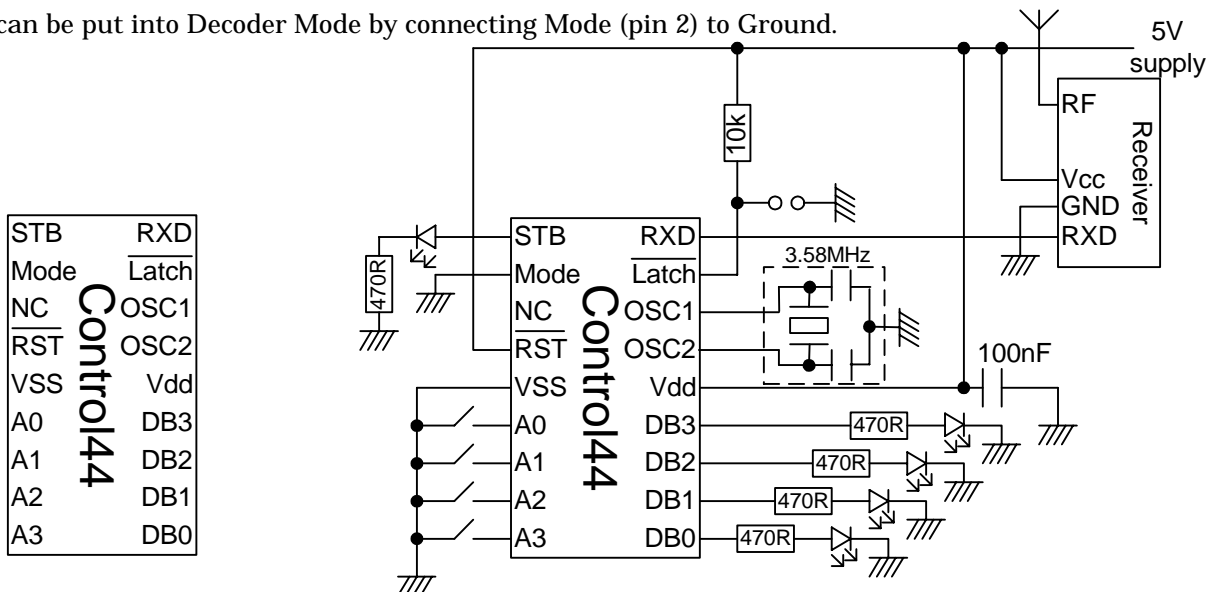 can be put into Decoder Mode by connecting Mode (pin 2) to Ground.
5V
supply
RF
Receiver
Vcc
GND
RXD
10k
STB RXD
Mode Latch
NC OSC1
RST OSC2
VSS Vdd
A0 DB3
A1 DB2
A2 DB1
A3 DB0
Control44
470R
STB RXD
Mode Latch
NC OSC1
RST OSC2
VSS Vdd
A0 DB3
A1 DB2
A2 DB1
A3 DB0
Control44
3.58MHz
100nF
470R
470R
470R
470R